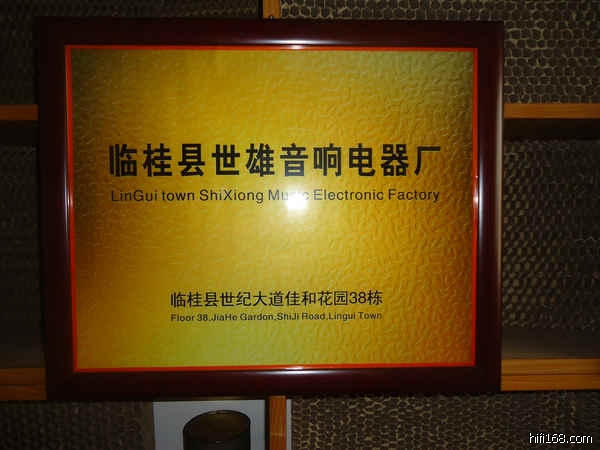 临桂县世雄音响电器厂
LinGui town ShiXiong Music Electronic Factory
临桂县世纪大道佳和花园38栋
Floor 38,JiaHe Gardon,ShiJi Road,Lingui Town
hifi168.com